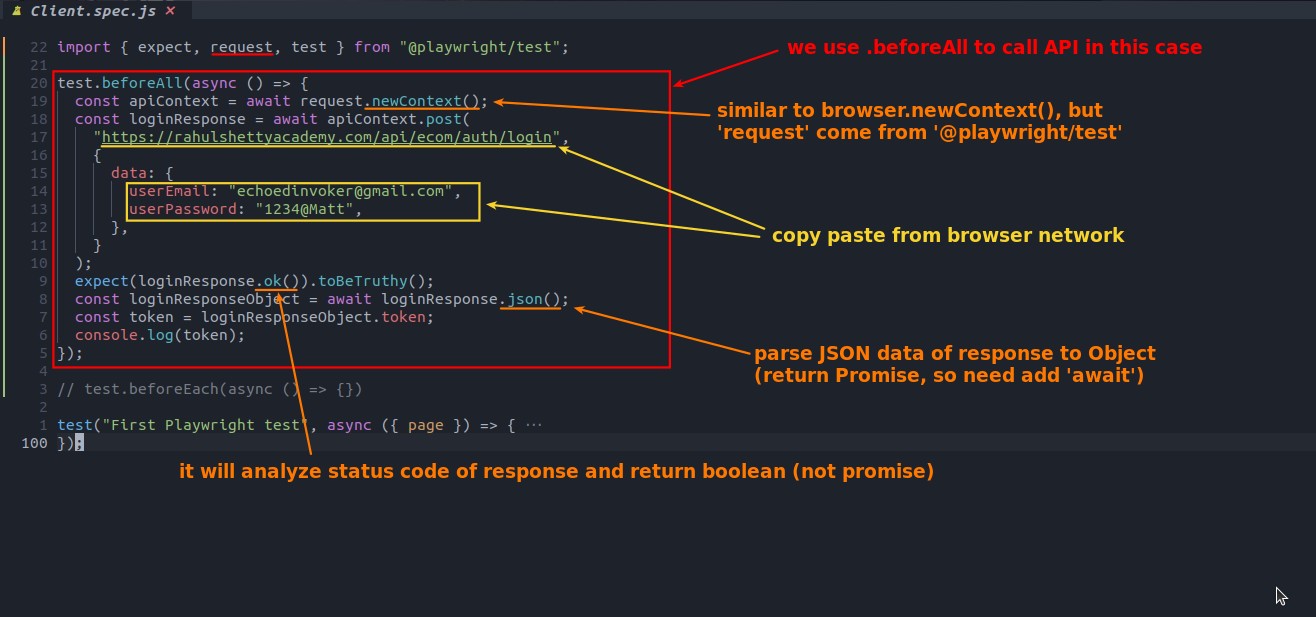 Client.spec.js ×
22 import { expect, request, test } from "@playwright/test";
we use .beforeAll to call API in this case
21
20 test.beforeAll(async () => {
19 const apiContext = await request.newContext();
similar to browser.newContext(), but
'request' come from '@playwright/test'
18 const loginResponse = await apiContext.post(
17 "https://rahulshettyacademy.com/api/ecom/auth/login",
16 {
15 data: {
14 userEmail: "echoedinvoker@gmail.com",
13 userPassword: "1234@Matt",
12 },
copy paste from browser network
11 }
10 );
9 expect(loginResponse.ok()).toBeTruthy();
8 const loginResponseObject = await loginResponse.json();
7 const token = loginResponseObject.token;
6 console.log(token);
5 });
parse JSON data of response to Object
(return Promise, so need add 'await')
4
3 // test.beforeEach(async () => {})
2
1 test("First Playwright test", async ({ page }) => { ···
100 });
it will analyze status code of response and return boolean (not promise)